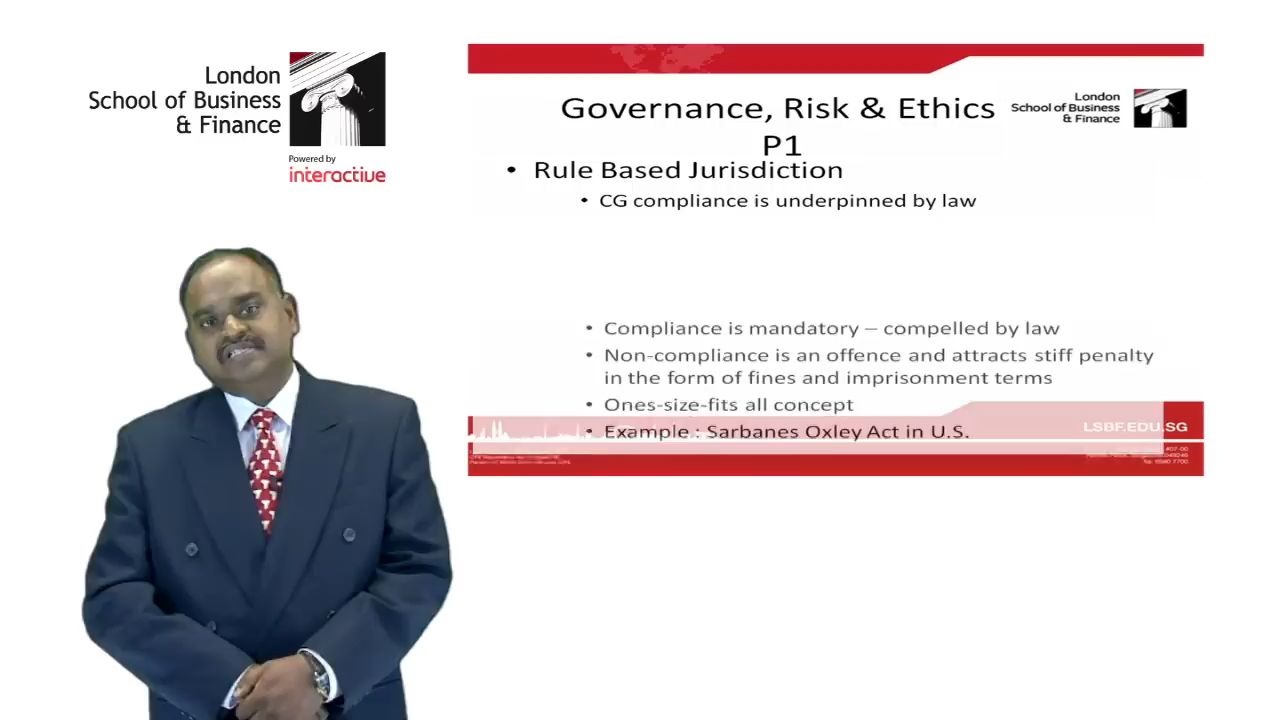 London
School of Business
& Finance
Powered by
interactive
London
School of Business
& Finance
Governance, Risk & Ethics
P1
• Rule Based Jurisdiction
• CG compliance is underpinned by law
• Compliance is mandatory – compelled by law
• Non-compliance is an offence and attracts stiff penalty
in the form of fines and imprisonment terms
• Ones-size-fits all concept
• Example : Sarbanes Oxley Act in U.S.
LSBF.EDU.SG